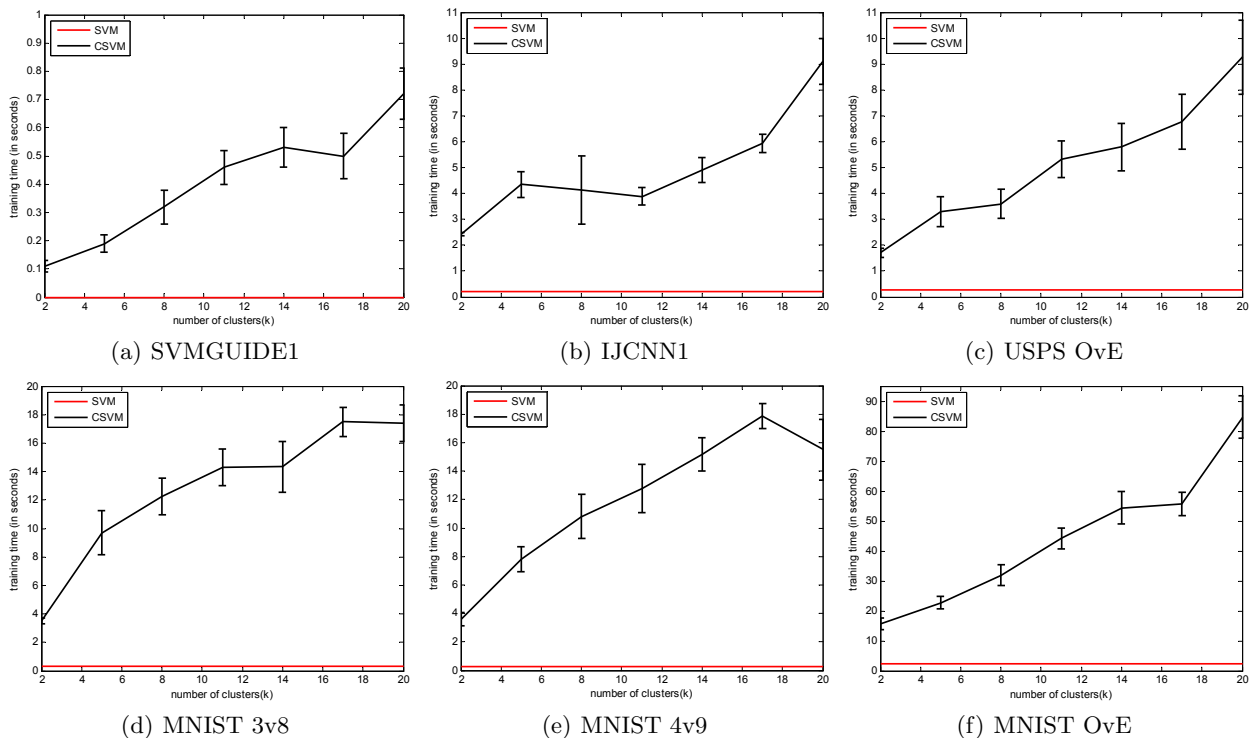 1
0.9
0.8
0.7
0.6
0.5
0.4
0.3
0.2
0.1
0
training time (in seconds)
SVM
CSVM
2 4 6 8 10 12 14 16 18 20
number of clusters(k)
(a) SVMGUIDE1
11
10
9
8
7
6
5
4
3
2
1
0
training time (in seconds)
SVM
CSVM
2 4 6 8 10 12 14 16 18 20
number of clusters(k)
(b) IJCNN1
11
10
9
8
7
6
5
4
3
2
1
0
training time (in seconds)
SVM
CSVM
2 4 6 8 10 12 14 16 18 20
number of clusters(k)
(c) USPS OvE
20
18
16
14
12
10
8
6
4
2
0
training time (in seconds)
SVM
CSVM
2 4 6 8 10 12 14 16 18 20
number of clusters(k)
(d) MNIST 3v8
20
18
16
14
12
10
8
6
4
2
0
training time (in seconds)
SVM
CSVM
2 4 6 8 10 12 14 16 18 20
number of clusters(k)
(e) MNIST 4v9
90
80
70
60
50
40
30
20
10
0
training time (in seconds)
SVM
CSVM
2 4 6 8 10 12 14 16 18 20
number of clusters(k)
(f) MNIST OvE